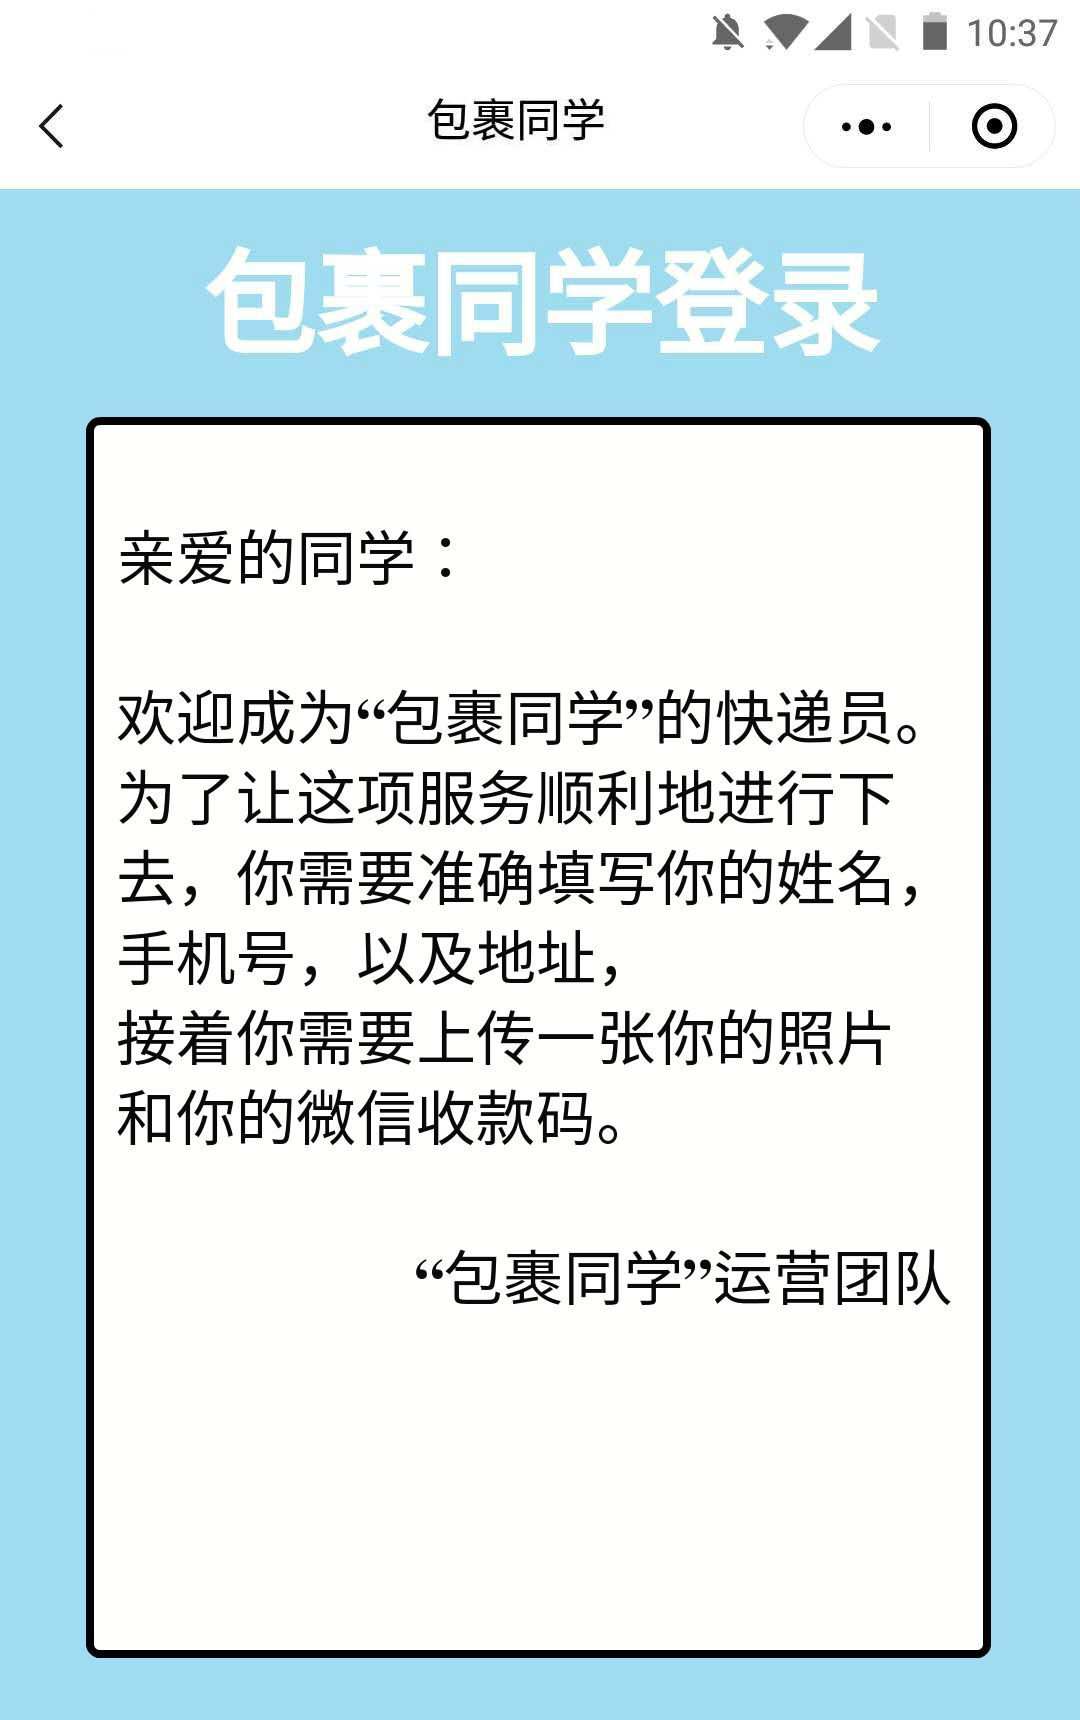 10:37
包裹同学
包裹同学登录
亲爱的同学：
欢迎成为“包裹同学”的快递员。
为了让这项服务顺利地进行下
去，你需要准确填写你的姓名，
手机号，以及地址，
接着你需要上传一张你的照片
和你的微信收款码。
“包裹同学”运营团队